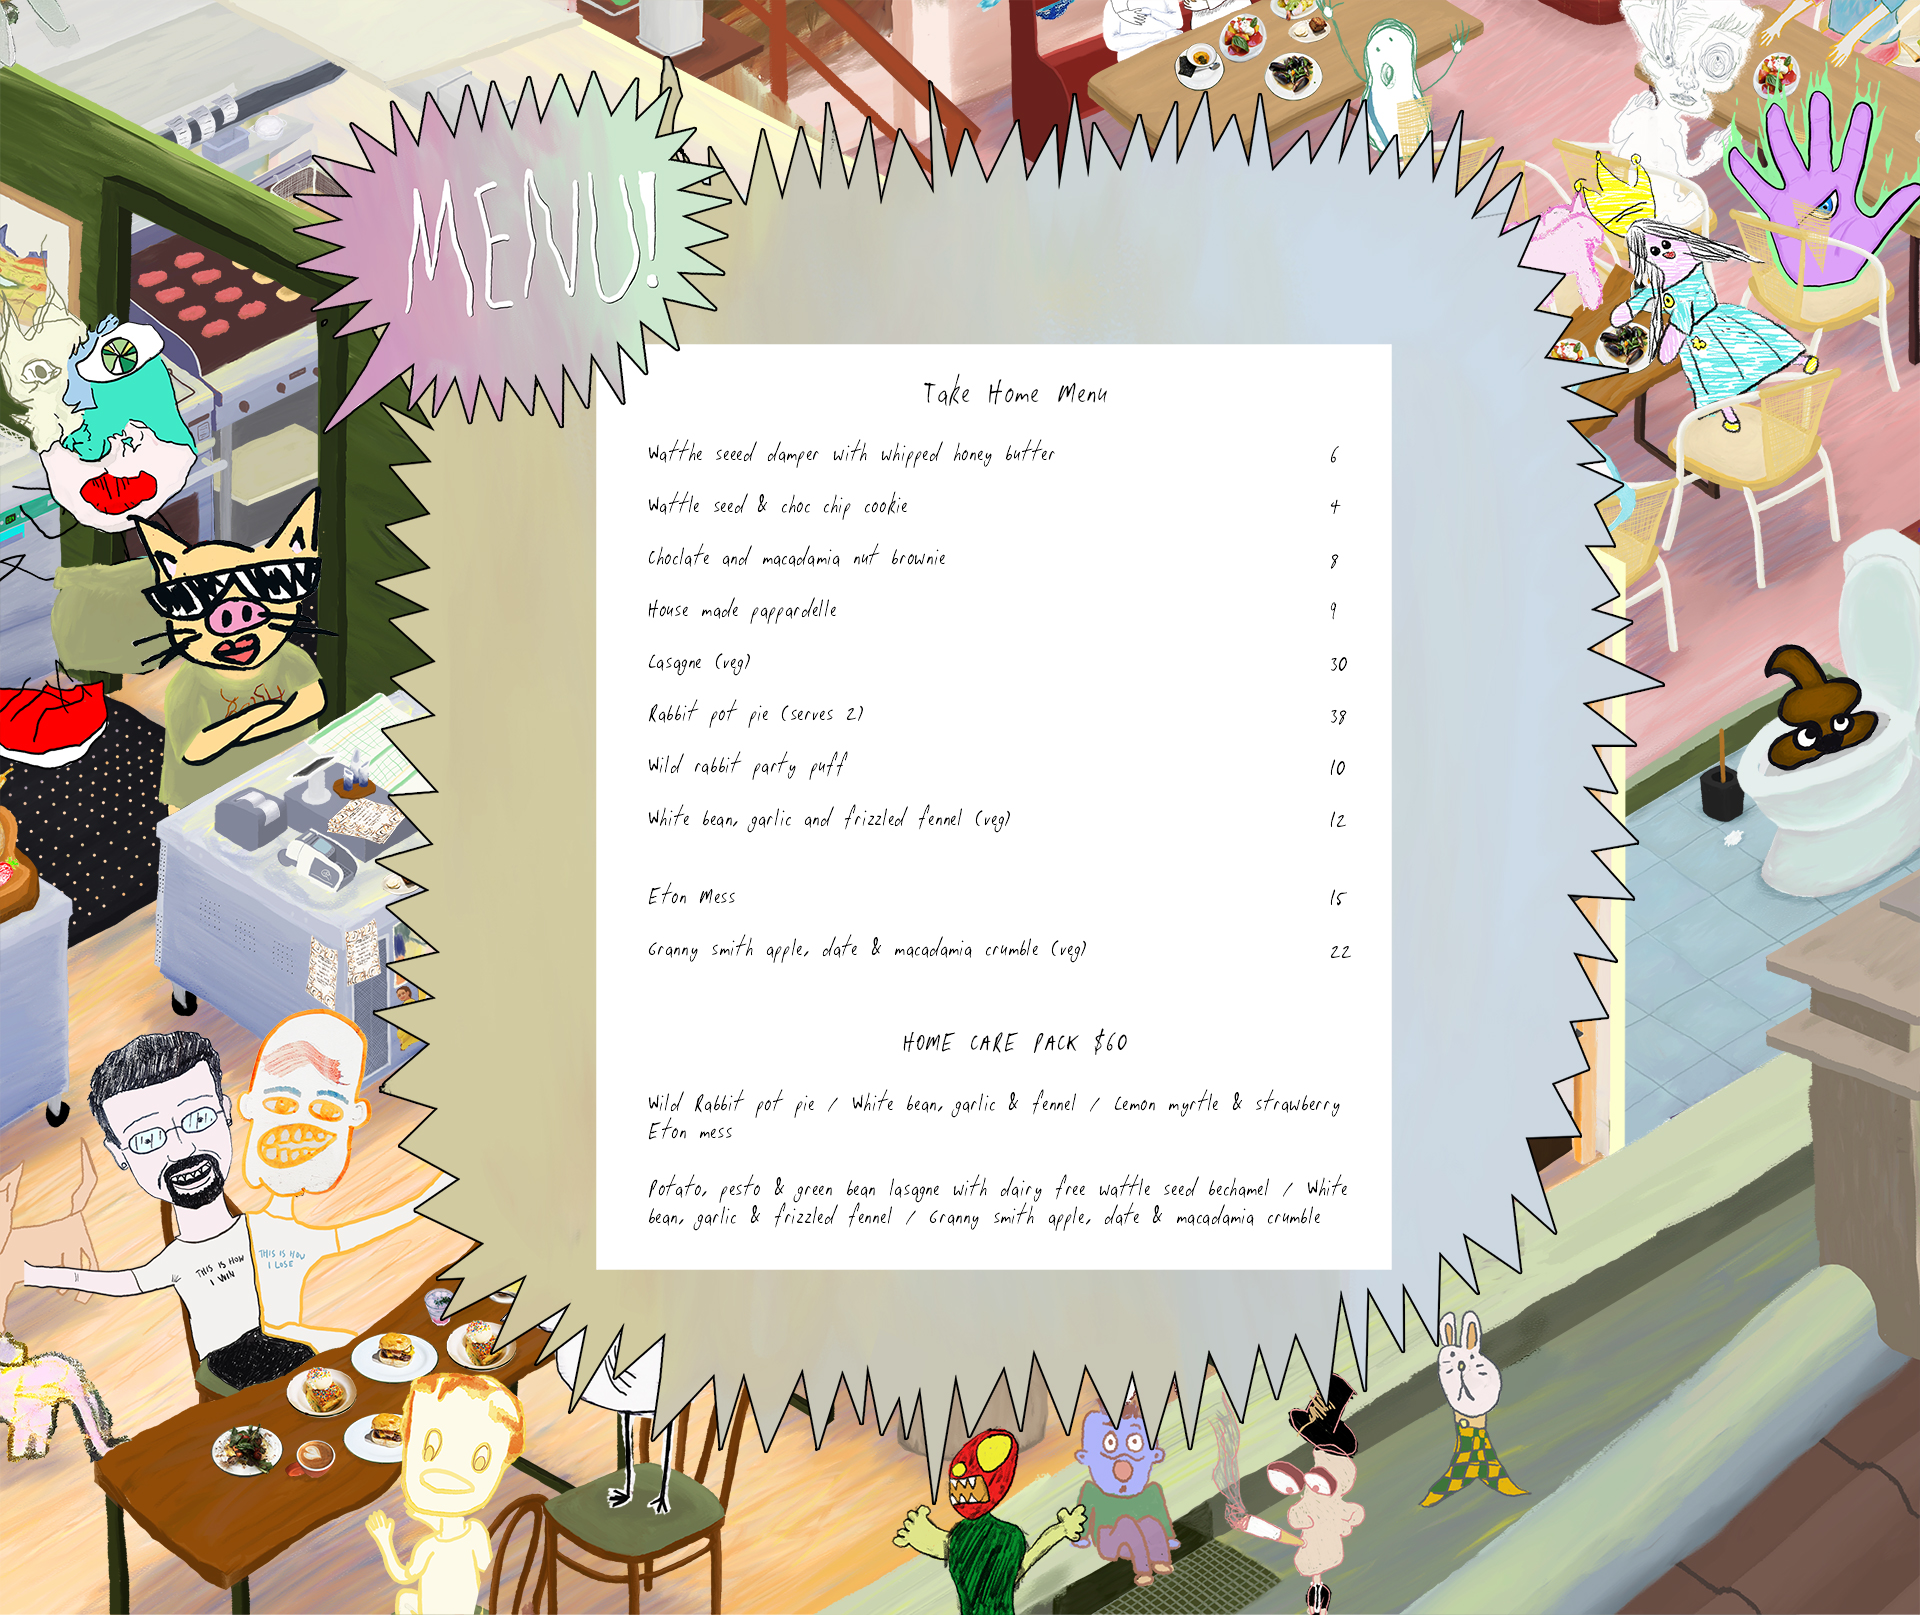 MENU!
Take Home Menu
Watthe seeed damper with whipped honey butter 6
Wattle seed & choc chip cookie 4
Choclate and macadamia nut brownie 8
House made pappardelle 9
Lasagne (veg) 30
Rabbit pot pie (serves 2) 38
Wild rabbit party puff 10
White bean, garlic and frizzled fennel (veg) 12
Eton Mess 15
Granny smith apple, date & macadamia crumble (veg) 22
HOME CARE PACK $60
Wild Rabbit pot pie / White bean, garlic & fennel / Lemon myrtle & strawberry
Eton mess
Potato, pesto & green bean lasagne with dairy free wattle seed bechamel / White
bean, garlic & frizzled fennel / Granny smith apple, date & macadamia crumble
THIS IS HOW
I WIN
THIS IS HOW
I LOSE